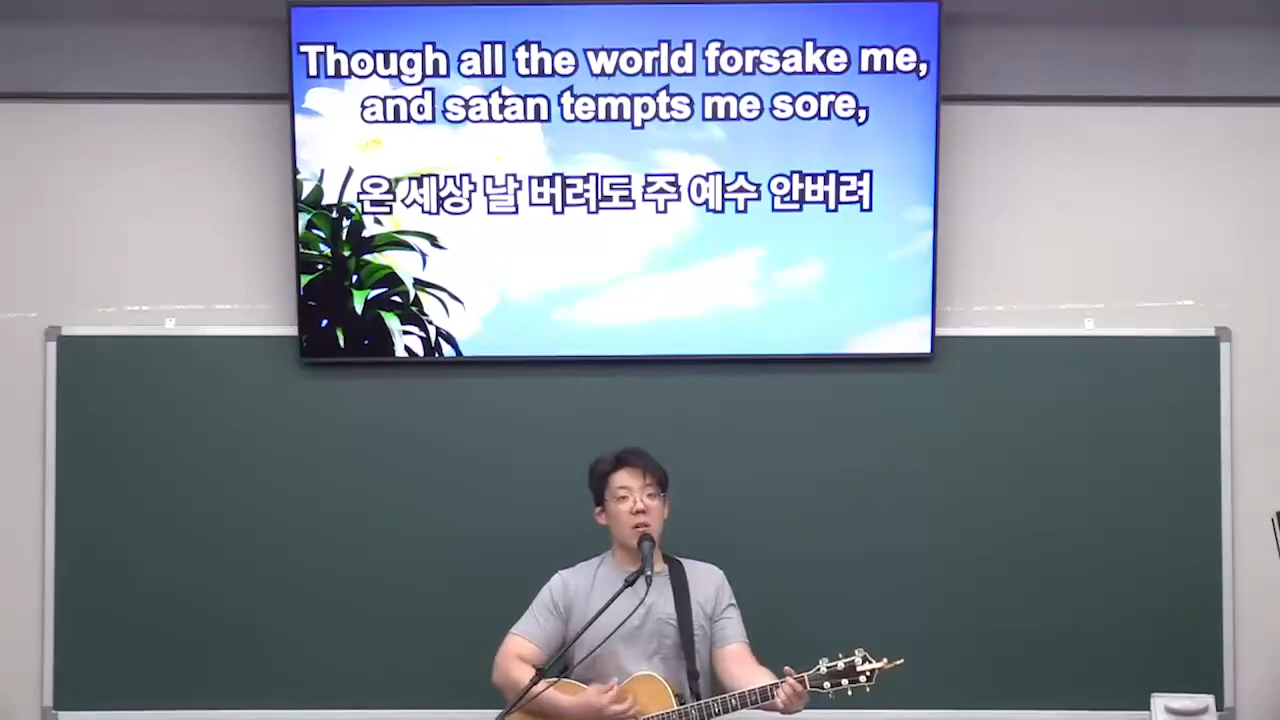 Though all the world forsake me,
and satan tempts me sore,
온 세상 날 버려도 주 예수 안버려